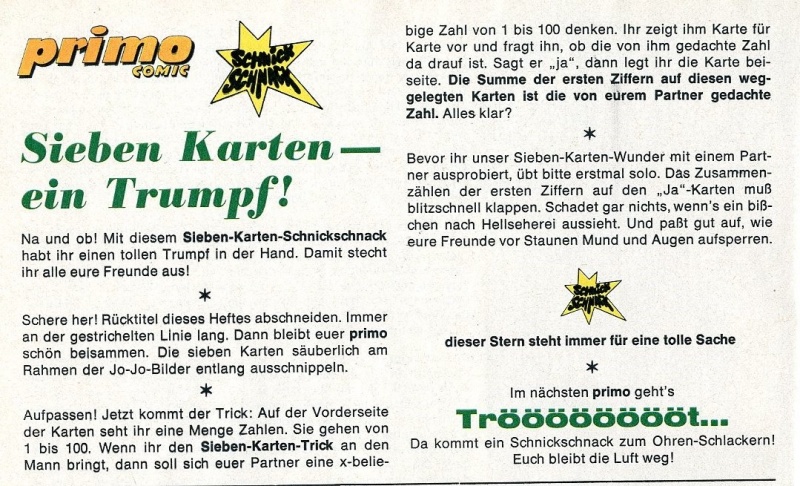 primo
COMIC
SCHNICK
SCHNACK
Sieben Karten —
ein Trumpf!
Na und ob! Mit diesem Sieben-Karten-Schnickschnack
habt ihr einen tollen Trumpf in der Hand. Damit stecht
ihr alle eure Freunde aus!
*
Schere her! Rücktitel dieses Heftes abschneiden. Immer
an der gestrichelten Linie lang. Dann bleibt euer primo
schön beisammen. Die sieben Karten säuberlich am
Rahmen der Jo-Jo-Bilder entlang ausschnippeln.
*
Aufpassen! Jetzt kommt der Trick: Auf der Vorderseite
der Karten seht ihr eine Menge Zahlen. Sie gehen von
1 bis 100. Wenn ihr den Sieben-Karten-Trick an den
Mann bringt, dann soll sich euer Partner eine x-belie-
bige Zahl von 1 bis 100 denken. Ihr zeigt ihm Karte für
Karte vor und fragt ihn, ob die von ihm gedachte Zahl
da drauf ist. Sagt er „ja“, dann legt ihr die Karte bei-
seite. Die Summe der ersten Ziffern auf diesen weg-
gelegten Karten ist die von eurem Partner gedachte
Zahl. Alles klar?
*
Bevor ihr unser Sieben-Karten-Wunder mit einem Part-
ner ausprobiert, übt bitte erstmal solo. Das Zusammen-
zählen der ersten Ziffern auf den „Ja“-Karten muß
blitzschnell klappen. Schadet gar nichts, wenn's ein biß-
chen nach Hellseherei aussieht. Und paßt gut auf, wie
eure Freunde vor Staunen Mund und Augen aufsperren.
SCHNICK
SCHNACK
dieser Stern steht immer für eine tolle Sache
*
Im nächsten primo geht's
Tröööööööööt...
Da kommt ein Schnickschnack zum Ohren-Schlackern!
Euch bleibt die Luft weg!